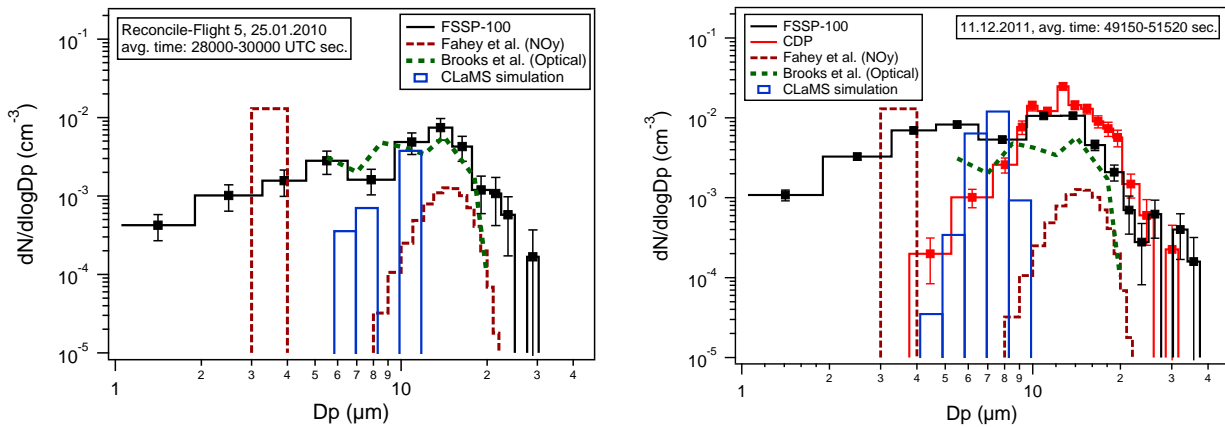 Reconcile-Flight 5, 25.01.2010
avg. time: 28000-30000 UTC sec.
FSSP-100
Fahey et al. (NOy)
Brooks et al. (Optical)
CLaMS simulation
dN/dlogDp (cm⁻³)
10⁻¹
10⁻²
10⁻³
10⁻⁴
10⁻⁵
1 2 3 4 5 6 7 8 9 10 2 3 4
Dp (µm)
FSSP-100
CDP
Fahey et al. (NOy)
Brooks et al. (Optical)
CLaMS simulation
11.12.2011, avg. time: 49150-51520 sec.
dN/dlogDp (cm⁻³)
10⁻¹
10⁻²
10⁻³
10⁻⁴
10⁻⁵
1 2 3 4 5 6 7 8 9 10 2 3 4
Dp (µm)